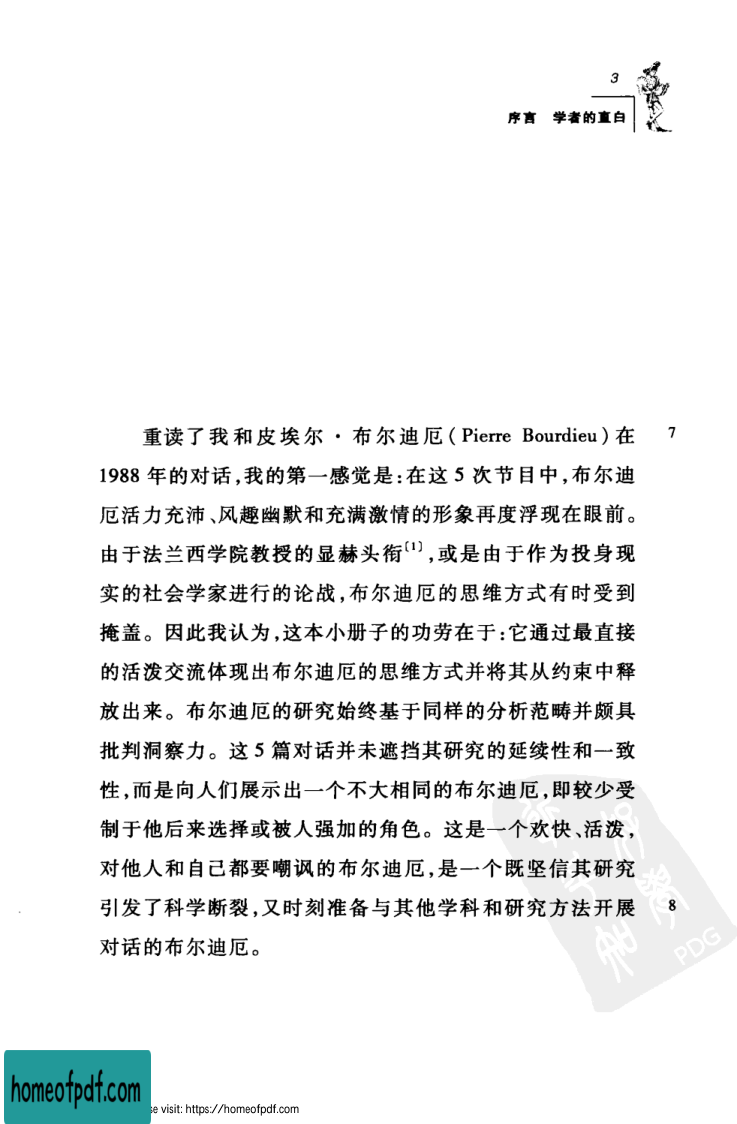 3
序言 学者的直白
重读了我和皮埃尔·布尔迪厄(Pierre Bourdieu)在 7
1988 年的对话,我的第一感觉是:在这 5 次节目中,布尔迪
厄活力充沛、风趣幽默和充满激情的形象再度浮现在眼前。
由于法兰西学院教授的显赫头衔〔1〕,或是由于作为投身现
实的社会学家进行的论战,布尔迪厄的思维方式有时受到
掩盖。因此我认为,这本小册子的功劳在于:它通过最直接
的活泼交流体现出布尔迪厄的思维方式并将其从约束中释
放出来。布尔迪厄的研究始终基于同样的分析范畴并颇具
批判洞察力。这 5 篇对话并未遮挡其研究的延续性和一致
性,而是向人们展示出一个不大相同的布尔迪厄,即较少受
制于他后来选择或被人强加的角色。这是一个欢快、活泼,
对他人和自己都要嘲讽的布尔迪厄,是一个既坚信其研究
引发了科学断裂,又时刻准备与其他学科和研究方法开展 8
对话的布尔迪厄。
PDG
homeofpdf.com
se visit: https://homeofpdf.com